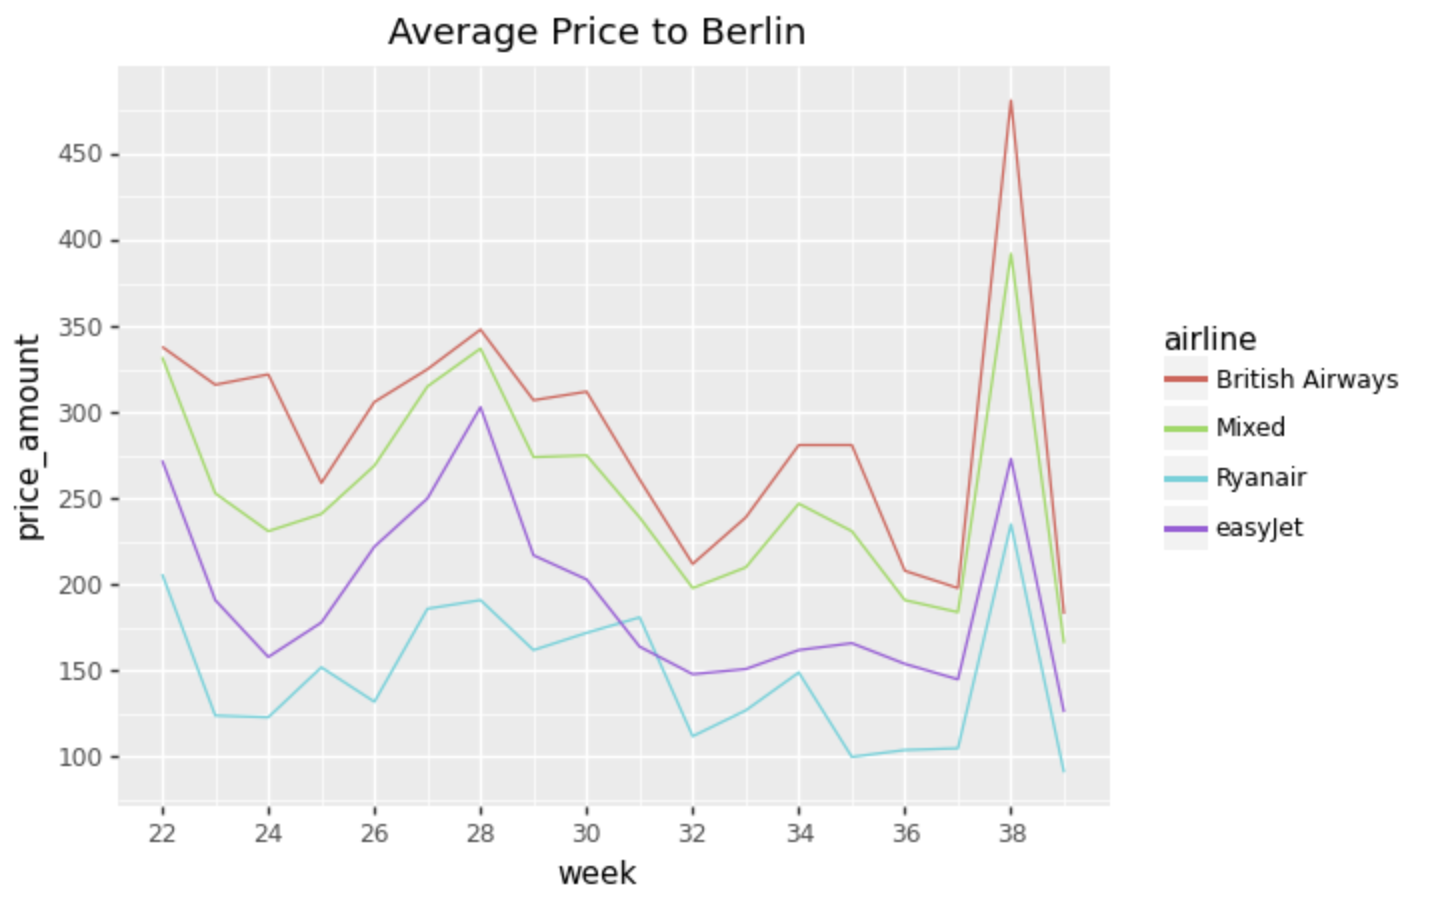 Average Price to Berlin
450
400
350
300
250
200
150
100
price_amount
22 24 26 28 30 32 34 36 38
week
airline
British Airways
Mixed
Ryanair
easyJet